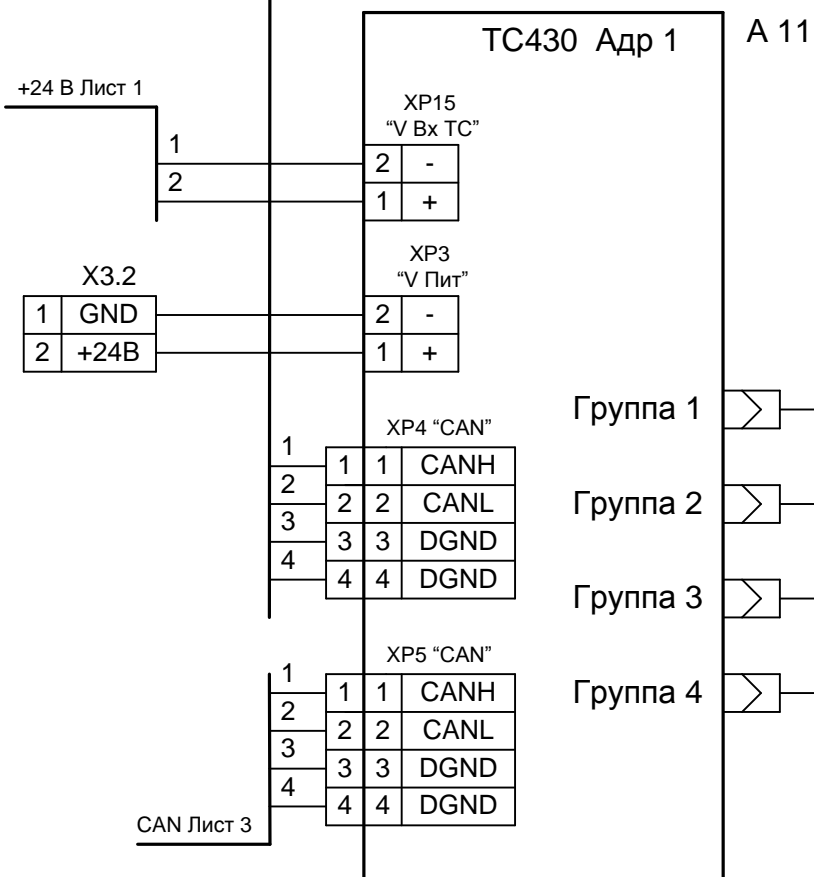 ТС430 Адр 1
А 11
+24 В Лист 1
XP15
“V Вх ТС”
1
2 -
2
1 +
XP3
“V Пит”
X3.2
1 GND
2 -
2 +24В
1 +
Группа 1
XP4 “CAN”
1
1 1 CANH
2
2 2 CANL
Группа 2
3
3 3 DGND
4
4 4 DGND
Группа 3
XP5 “CAN”
1
1 1 CANH
Группа 4
2
2 2 CANL
3
3 3 DGND
4
4 4 DGND
CAN Лист 3